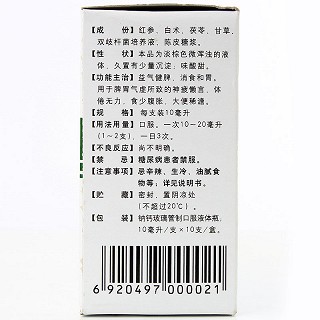 【成　份】红参、白术、茯苓、甘草、
双歧杆菌培养液、陈皮糖浆。
【性　状】本品为淡棕色微浑浊的液
体，久置有少量沉淀；味酸甜。
【功能主治】益气健脾，消食和胃。
用于脾胃气虚所致的神疲懒言、体
倦无力、食少腹胀、大便稀溏。
【规　格】每支装10毫升
【用法用量】口服，一次10~20毫升
（1~2支），一日3次。
【不良反应】尚不明确。
【禁　忌】糖尿病患者禁服。
【注意事项】忌辛辣、生冷、油腻食
物等；详见说明书。
【贮　藏】密封，置阴凉处
（不超过20℃）。
【包　装】钠钙玻璃管制口服液体瓶，
10毫升/支×10支/盒。
6 920497 000021